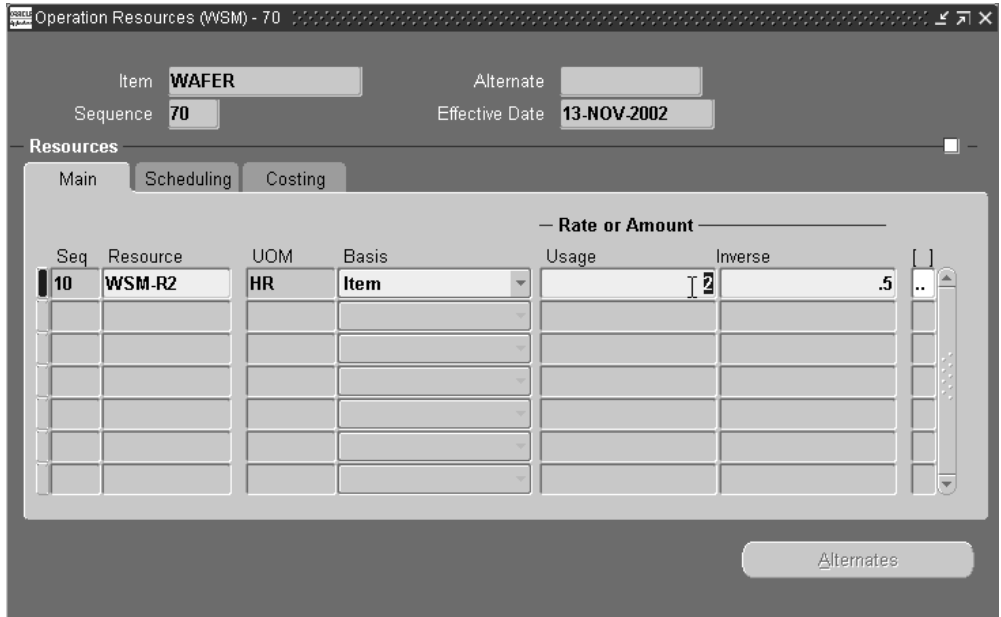 Operation Resources (WSM) - 70
Item WAFER Alternate
Sequence 70 Effective Date 13-NOV-2002
Resources
Main Scheduling Costing
Rate or Amount
Seq Resource UOM Basis Usage Inverse [ ]
10 WSM-R2 HR Item 2 .5 ..
Alternates